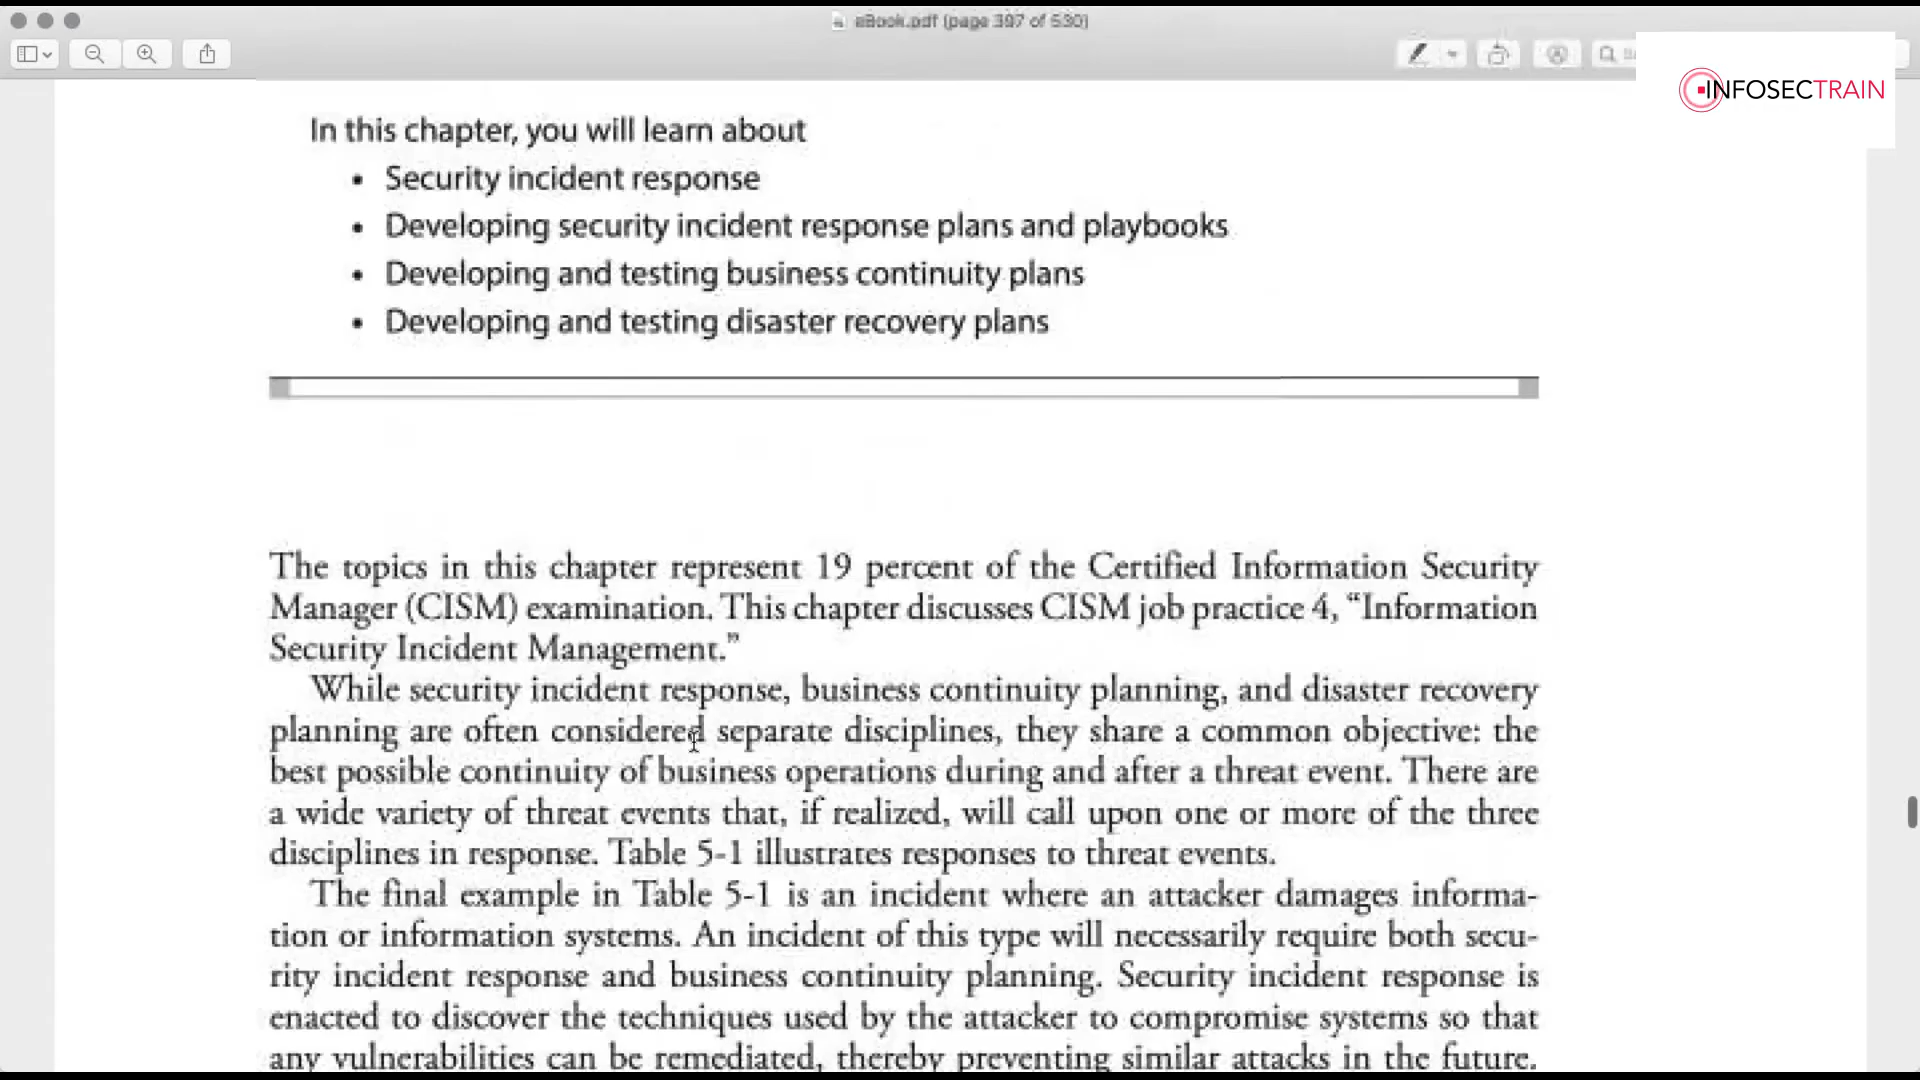 eBook.pdf (page 397 of 530)
INFOSECTRAIN
In this chapter, you will learn about
• Security incident response
• Developing security incident response plans and playbooks
• Developing and testing business continuity plans
• Developing and testing disaster recovery plans
The topics in this chapter represent 19 percent of the Certified Information Security
Manager (CISM) examination. This chapter discusses CISM job practice 4, “Information
Security Incident Management.”
While security incident response, business continuity planning, and disaster recovery
planning are often considered separate disciplines, they share a common objective: the
best possible continuity of business operations during and after a threat event. There are
a wide variety of threat events that, if realized, will call upon one or more of the three
disciplines in response. Table 5-1 illustrates responses to threat events.
The final example in Table 5-1 is an incident where an attacker damages informa-
tion or information systems. An incident of this type will necessarily require both secu-
rity incident response and business continuity planning. Security incident response is
enacted to discover the techniques used by the attacker to compromise systems so that
any vulnerabilities can be remediated, thereby preventing similar attacks in the future.